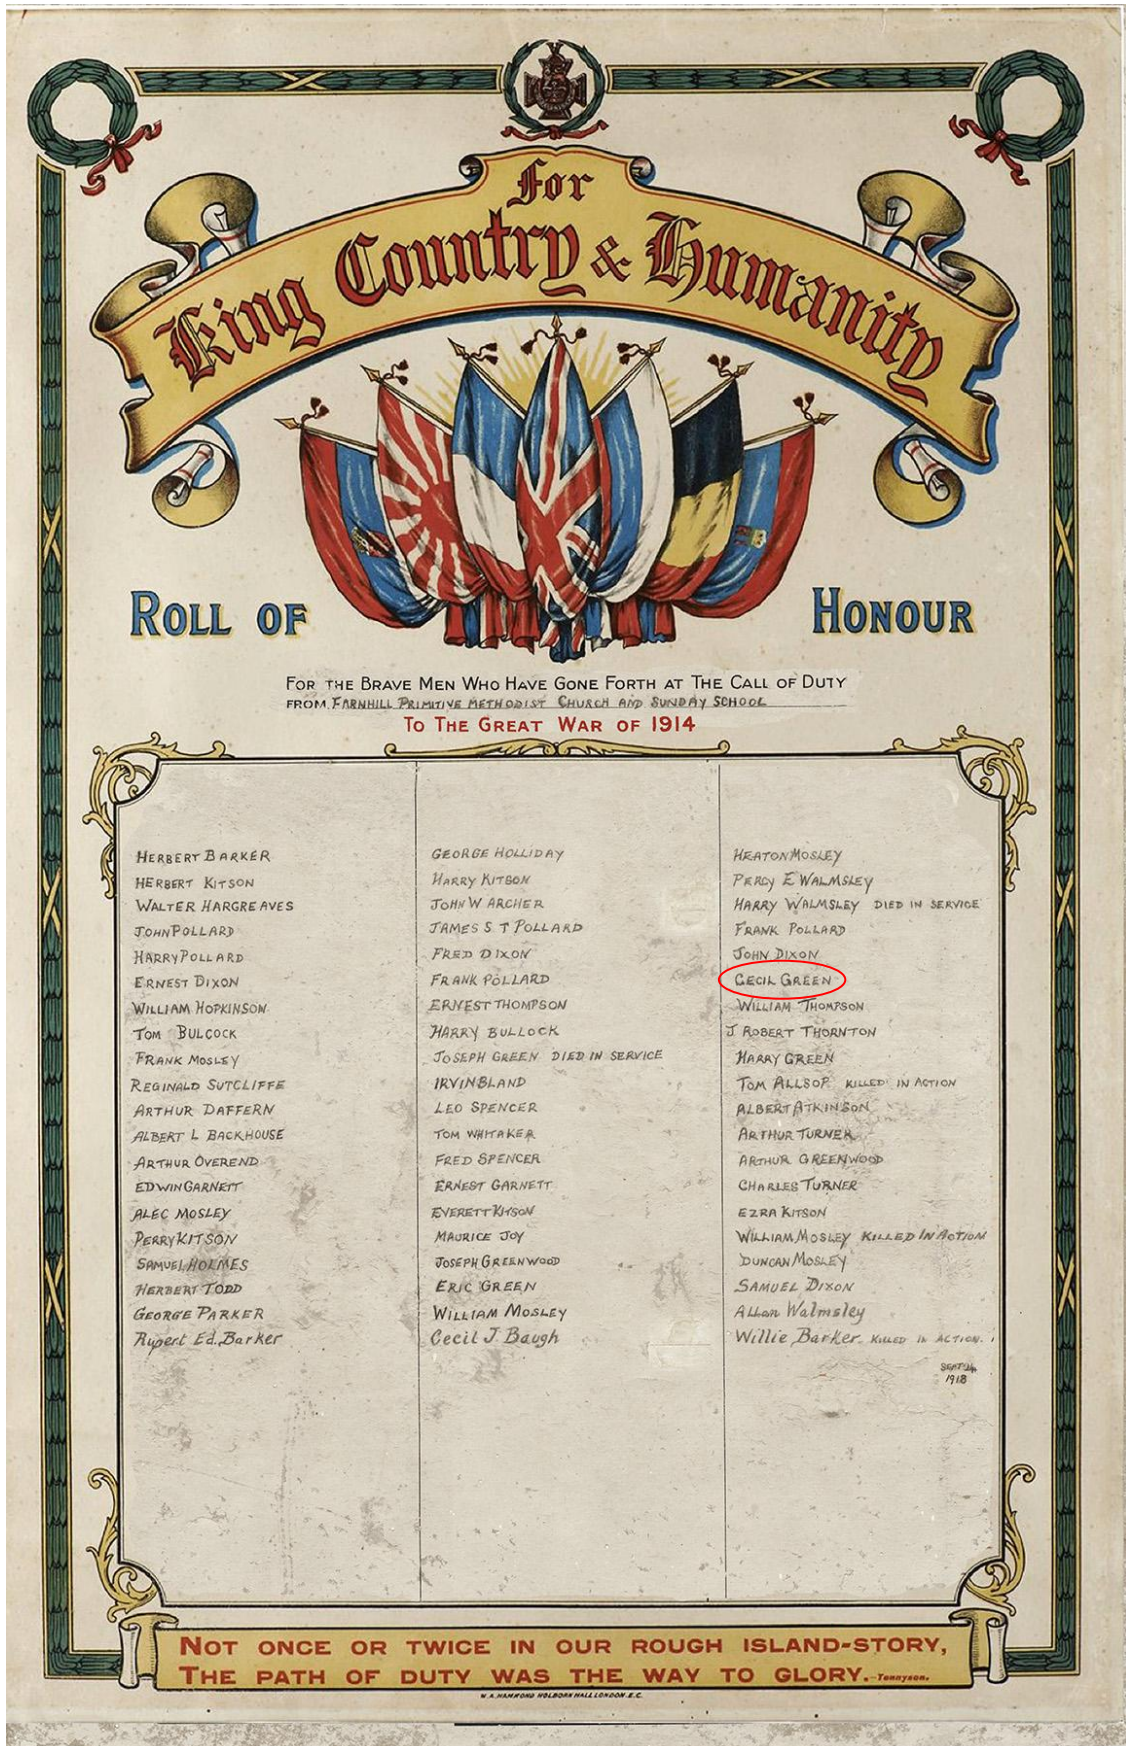 For
King Country & Humanity
ROLL OF HONOUR
FOR THE BRAVE MEN WHO HAVE GONE FORTH AT THE CALL OF DUTY
FROM FARNHILL PRIMITIVE METHODIST CHURCH AND SUNDAY SCHOOL
TO THE GREAT WAR OF 1914
HERBERT BARKER
HERBERT KITSON
WALTER HARGREAVES
JOHN POLLARD
HARRY POLLARD
ERNEST DIXON
WILLIAM HOPKINSON
TOM BULCOCK
FRANK MOSLEY
REGINALD SUTCLIFFE
ARTHUR DAFFERN
ALBERT L BACKHOUSE
ARTHUR OVEREND
EDWIN GARNETT
ALEC MOSLEY
PERRY KITSON
SAMUEL HOLMES
HERBERT TODD
GEORGE PARKER
Rupert Ed. Barker
GEORGE HOLLIDAY
HARRY KITSON
JOHN W ARCHER
JAMES S T POLLARD
FRED DIXON
FRANK POLLARD
ERNEST THOMPSON
HARRY BULLOCK
JOSEPH GREEN DIED IN SERVICE
IRVIN BLAND
LEO SPENCER
TOM WHITAKER
FRED SPENCER
ERNEST GARNETT
EVERETT KITSON
MAURICE JOY
JOSEPH GREENWOOD
ERIC GREEN
WILLIAM MOSLEY
Cecil J Baugh
HEATON MOSLEY
PERCY E WALMSLEY
HARRY WALMSLEY DIED IN SERVICE
FRANK POLLARD
JOHN DIXON
CECIL GREEN
WILLIAM THOMPSON
J ROBERT THORNTON
HARRY GREEN
TOM ALLSOP KILLED IN ACTION
ALBERT ATKINSON
ARTHUR TURNER
ARTHUR GREENWOOD
CHARLES TURNER
EZRA KITSON
WILLIAM MOSLEY KILLED IN ACTION
DUNCAN MOSLEY
SAMUEL DIXON
Allan Walmsley
Willie Barker KILLED IN ACTION.
SEPT 24
1918
NOT ONCE OR TWICE IN OUR ROUGH ISLAND-STORY,
THE PATH OF DUTY WAS THE WAY TO GLORY.-Tennyson.
W.A. HAMMOND HOLBORN HALL LONDON. E.C.